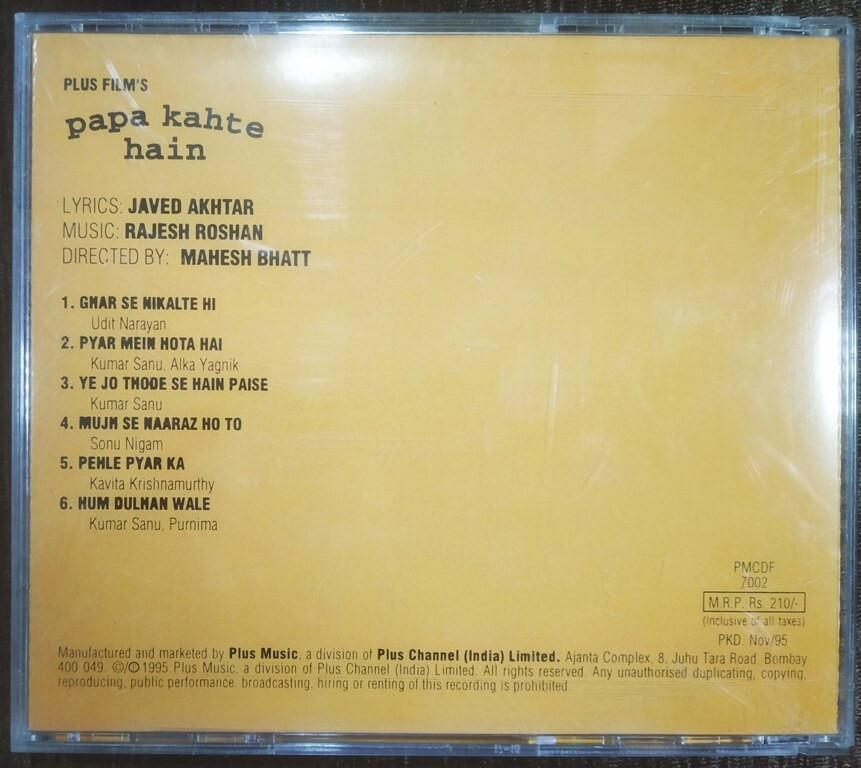 PLUS FILM'S
papa kahte
hain
LYRICS: JAVED AKHTAR
MUSIC: RAJESH ROSHAN
DIRECTED BY: MAHESH BHATT
1. GHAR SE NIKALTE HI
Udit Narayan
2. PYAR MEIN HOTA HAI
Kumar Sanu, Alka Yagnik
3. YE JO THODE SE HAIN PAISE
Kumar Sanu
4. MUJH SE NAARAZ HO TO
Sonu Nigam
5. PEHLE PYAR KA
Kavita Krishnamurthy
6. HUM DULHAN WALE
Kumar Sanu, Purnima
PMCDF
7002
M.R.P. Rs. 210/-
(Inclusive of all taxes)
PKD. Nov/95
Manufactured and marketed by Plus Music, a division of Plus Channel (India) Limited. Ajanta Complex, 8, Juhu Tara Road, Bombay
400 049. ©/℗ 1995 Plus Music, a division of Plus Channel (India) Limited. All rights reserved. Any unauthorised duplicating, copying,
reproducing, public performance, broadcasting, hiring or renting of this recording is prohibited.